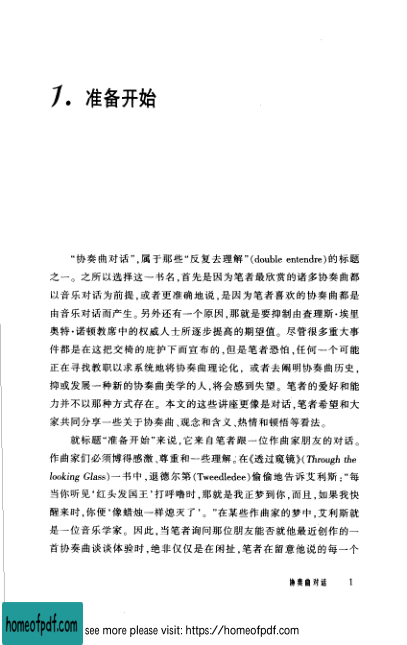 1. 准备开始
“协奏曲对话”,属于那些“反复去理解”(double entendre)的标题
之一。之所以选择这一书名,首先是因为笔者最欣赏的诸多协奏曲都
以音乐对话为前提,或者更准确地说,是因为笔者喜欢的协奏曲都是
由音乐对话而产生。另外还有一个原因,那就是要抑制由查理斯·埃里
奥特·诺顿教席中的权威人士所逐步提高的期望值。尽管很多重大事
件都是在这把交椅的庇护下而宣布的,但是笔者恐怕,任何一个可能
正在寻找教职以求系统地将协奏曲理论化, 或者去阐明协奏曲历史,
抑或发展一种新的协奏曲美学的人,将会感到失望。笔者的爱好和能
力并不以那种方式存在。本文的这些讲座更像是对话,笔者希望和大
家共同分享一些关于协奏曲、观念和含义、热情和顿悟等看法。
就标题“准备开始”来说,它来自笔者跟一位作曲家朋友的对话。
作曲家们必须博得感激、尊重和一些理解。在《透过窥镜》(Through the
looking Glass)一书中,退德尔第(Tweedledee)偷偷地告诉艾利斯:“每
当你听见‘红头发国王’打呼噜时,那就是我正梦到你,而且,如果我快
醒来时,你便‘像蜡烛一样熄灭了’。”在某些作曲家的梦中,艾利斯就
是一位音乐学家。因此,当笔者询问那位朋友能否就他最近创作的一
首协奏曲谈谈体验时,绝非仅仅是在闲扯,笔者在留意他说的每一个
协奏曲对话 1
homeofpdf.com
see more please visit: https://homeofpdf.com